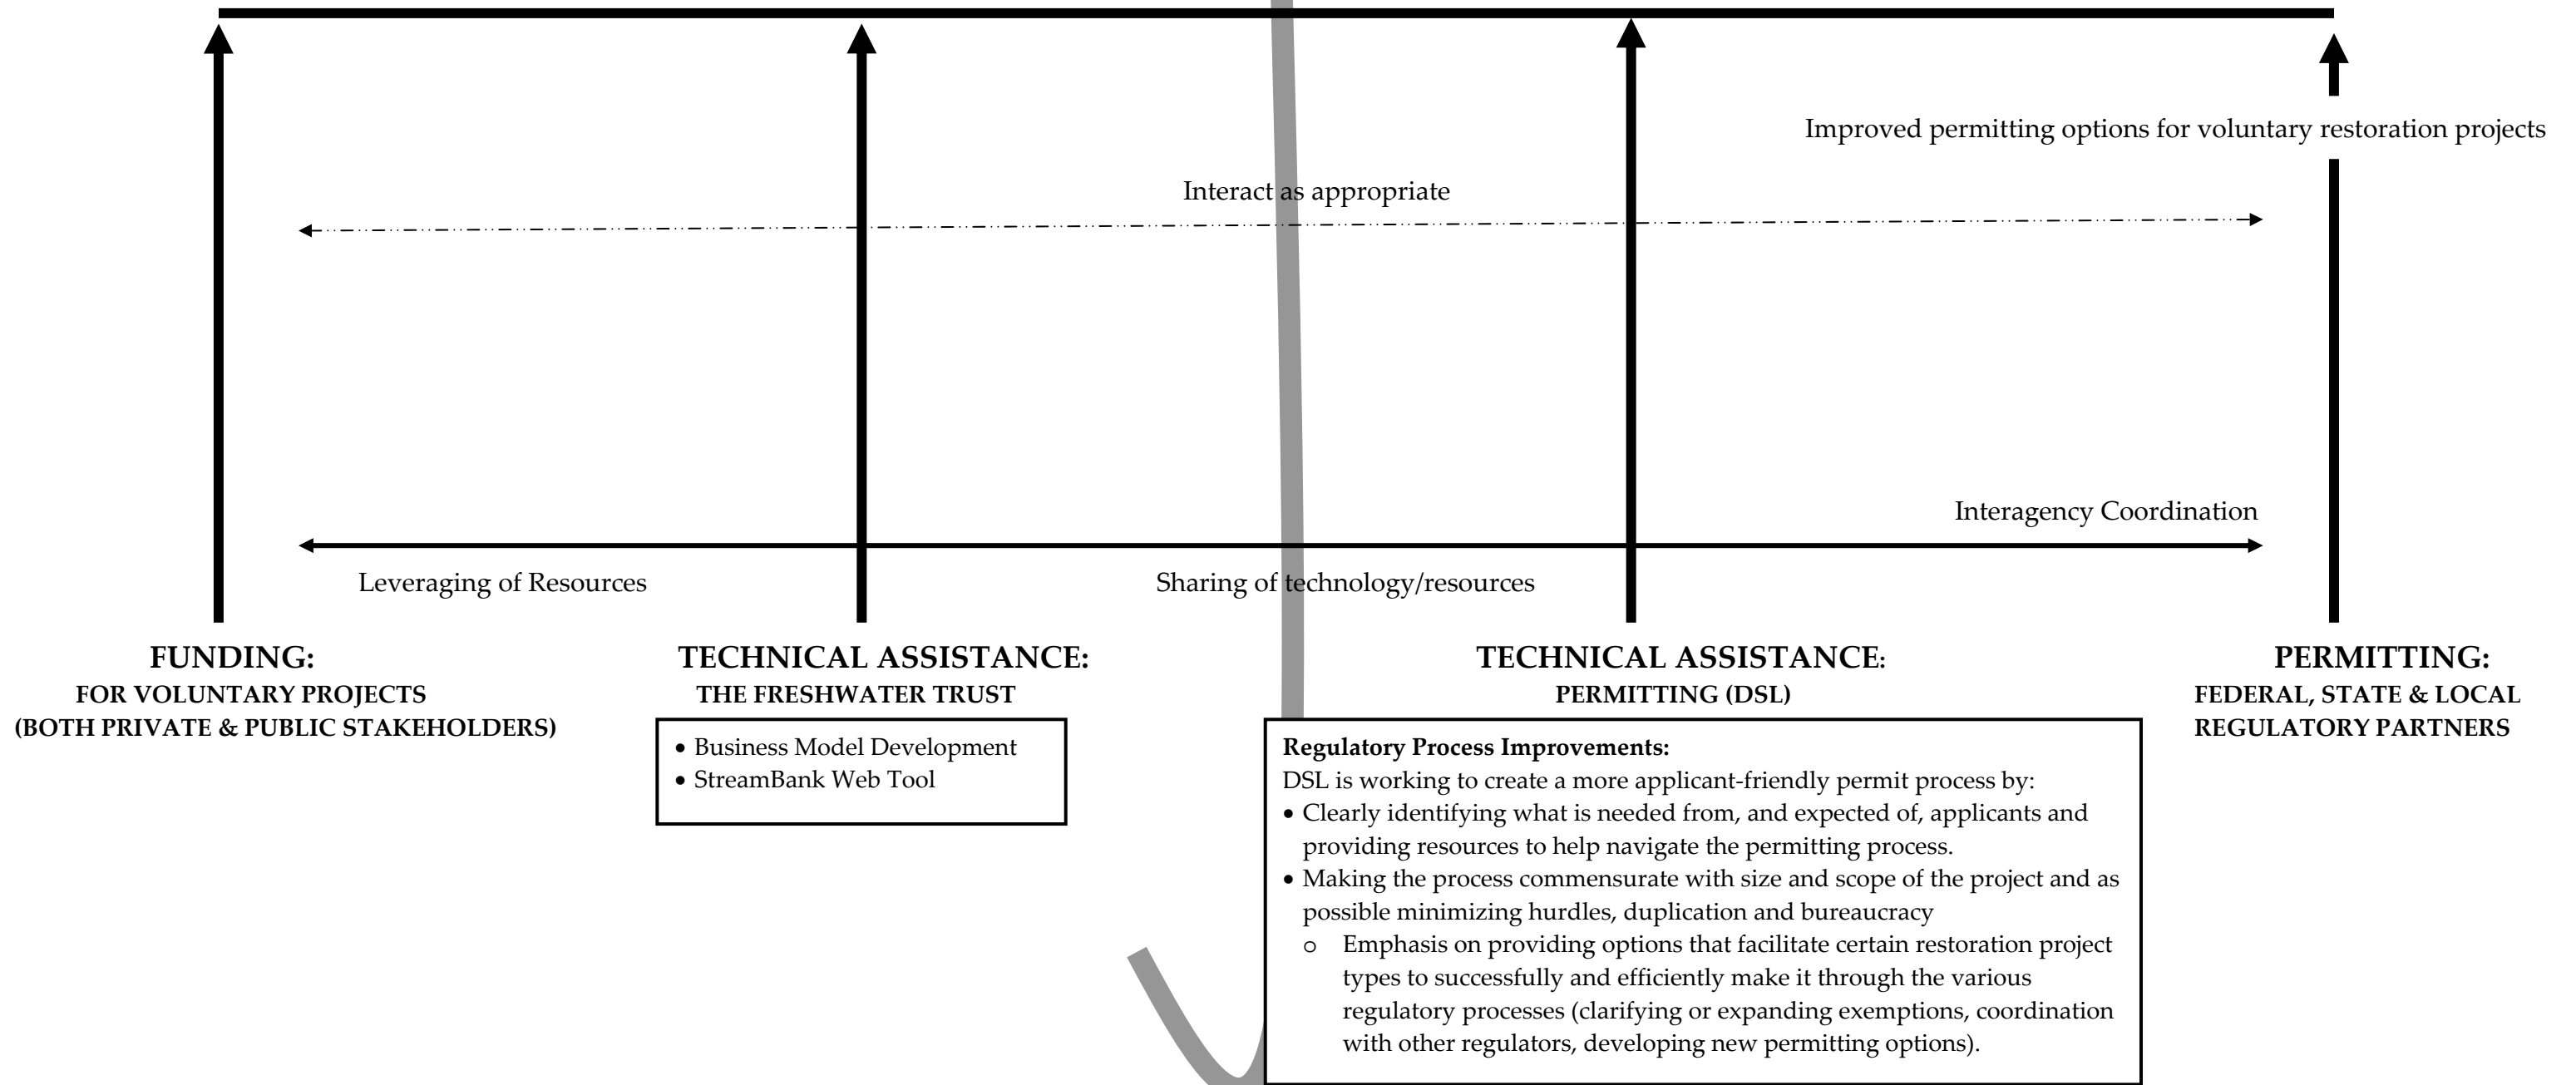 Improved permitting options for voluntary restoration projects
Interact as appropriate
Interagency Coordination
Leveraging of Resources
Sharing of technology/resources
FUNDING:
FOR VOLUNTARY PROJECTS
(BOTH PRIVATE & PUBLIC STAKEHOLDERS)
TECHNICAL ASSISTANCE:
THE FRESHWATER TRUST
• Business Model Development
• StreamBank Web Tool
TECHNICAL ASSISTANCE:
PERMITTING (DSL)
Regulatory Process Improvements:
DSL is working to create a more applicant-friendly permit process by:
• Clearly identifying what is needed from, and expected of, applicants and
providing resources to help navigate the permitting process.
• Making the process commensurate with size and scope of the project and as
possible minimizing hurdles, duplication and bureaucracy
o Emphasis on providing options that facilitate certain restoration project
types to successfully and efficiently make it through the various
regulatory processes (clarifying or expanding exemptions, coordination
with other regulators, developing new permitting options).
PERMITTING:
FEDERAL, STATE & LOCAL
REGULATORY PARTNERS